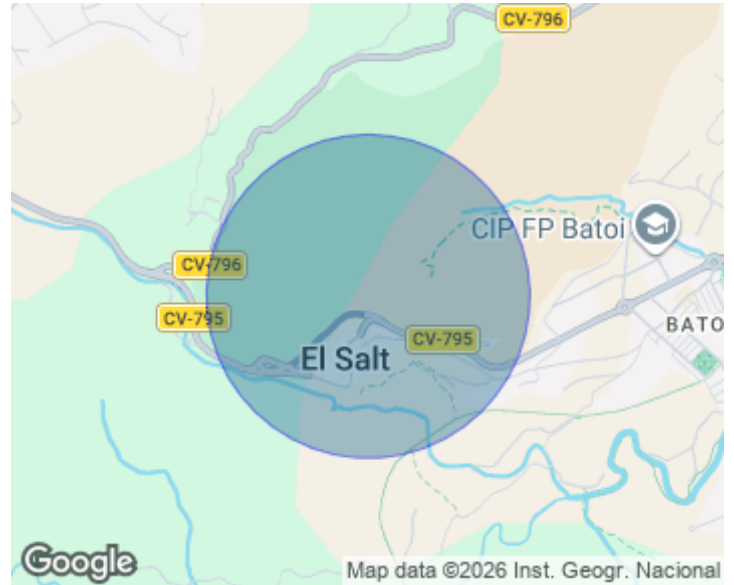 CV-796
CIP FP Batoi
CV-796
CV-795
BATO
CV-795
El Salt
Google
Map data ©2026 Inst. Geogr. Nacional